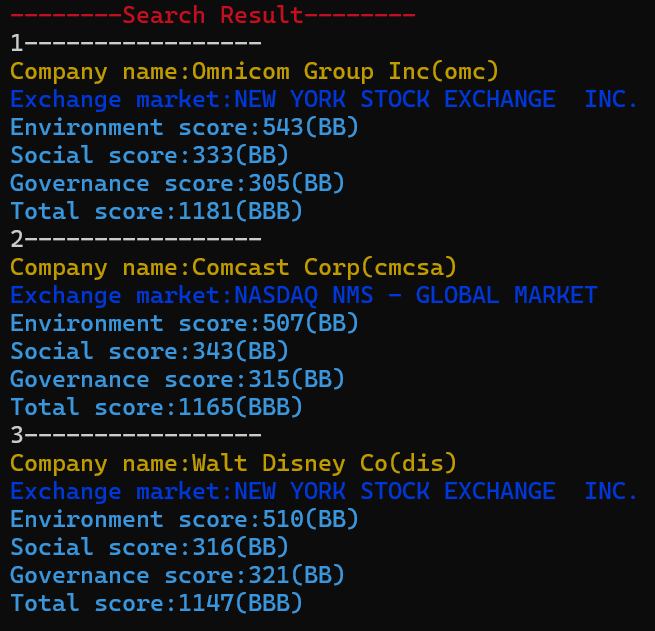 --------Search Result--------
1-----------------
Company name:Omnicom Group Inc(omc)
Exchange market:NEW YORK STOCK EXCHANGE  INC.
Environment score:543(BB)
Social score:333(BB)
Governance score:305(BB)
Total score:1181(BBB)
2-----------------
Company name:Comcast Corp(cmcsa)
Exchange market:NASDAQ NMS - GLOBAL MARKET
Environment score:507(BB)
Social score:343(BB)
Governance score:315(BB)
Total score:1165(BBB)
3-----------------
Company name:Walt Disney Co(dis)
Exchange market:NEW YORK STOCK EXCHANGE  INC.
Environment score:510(BB)
Social score:316(BB)
Governance score:321(BB)
Total score:1147(BBB)